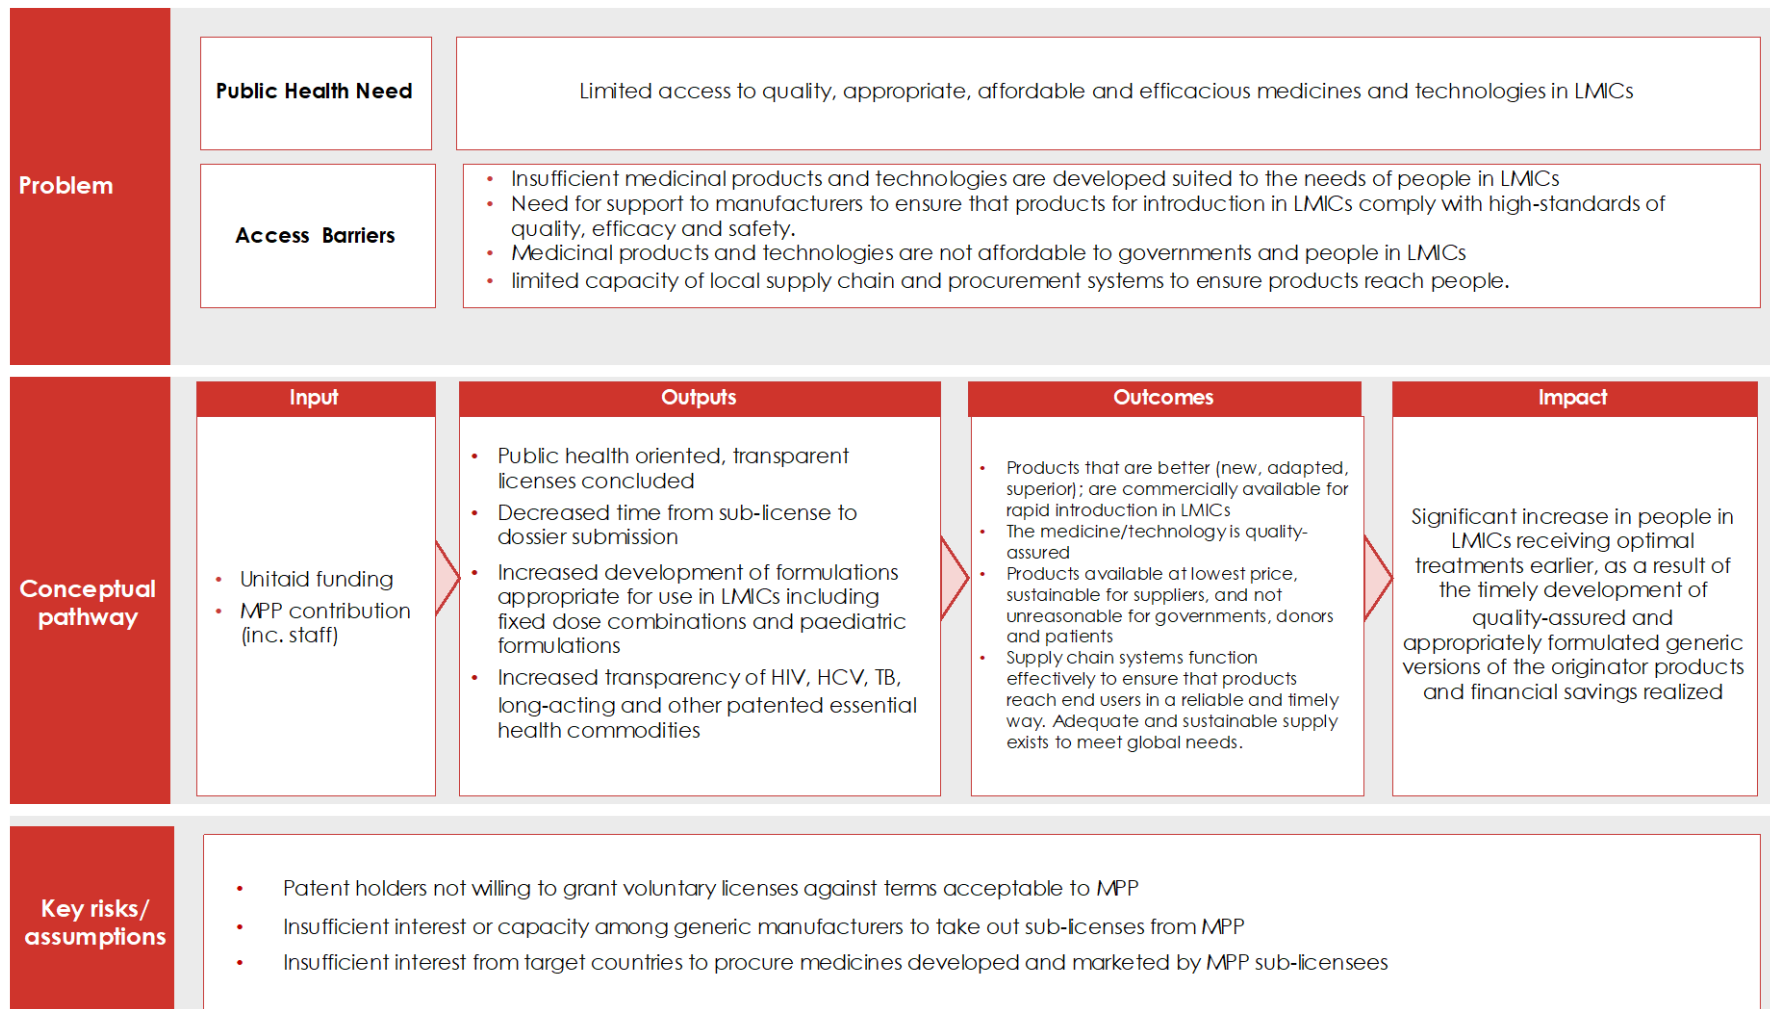 Problem
Public Health Need
Limited access to quality, appropriate, affordable and efficacious medicines and technologies in LMICs
Access Barriers
• Insufficient medicinal products and technologies are developed suited to the needs of people in LMICs
• Need for support to manufacturers to ensure that products for introduction in LMICs comply with high-standards of
quality, efficacy and safety.
• Medicinal products and technologies are not affordable to governments and people in LMICs
• limited capacity of local supply chain and procurement systems to ensure products reach people.
Conceptual
pathway
Input
• Unitaid funding
• MPP contribution
(inc. staff)
Outputs
• Public health oriented, transparent
licenses concluded
• Decreased time from sub-license to
dossier submission
• Increased development of formulations
appropriate for use in LMICs including
fixed dose combinations and paediatric
formulations
• Increased transparency of HIV, HCV, TB,
long-acting and other patented essential
health commodities
Outcomes
• Products that are better (new, adapted,
superior); are commercially available for
rapid introduction in LMICs
• The medicine/technology is quality-
assured
• Products available at lowest price,
sustainable for suppliers, and not
unreasonable for governments, donors
and patients
• Supply chain systems function
effectively to ensure that products
reach end users in a reliable and timely
way. Adequate and sustainable supply
exists to meet global needs.
Impact
Significant increase in people in
LMICs receiving optimal
treatments earlier, as a result of
the timely development of
quality-assured and
appropriately formulated generic
versions of the originator products
and financial savings realized
Key risks/
assumptions
• Patent holders not willing to grant voluntary licenses against terms acceptable to MPP
• Insufficient interest or capacity among generic manufacturers to take out sub-licenses from MPP
• Insufficient interest from target countries to procure medicines developed and marketed by MPP sub-licensees